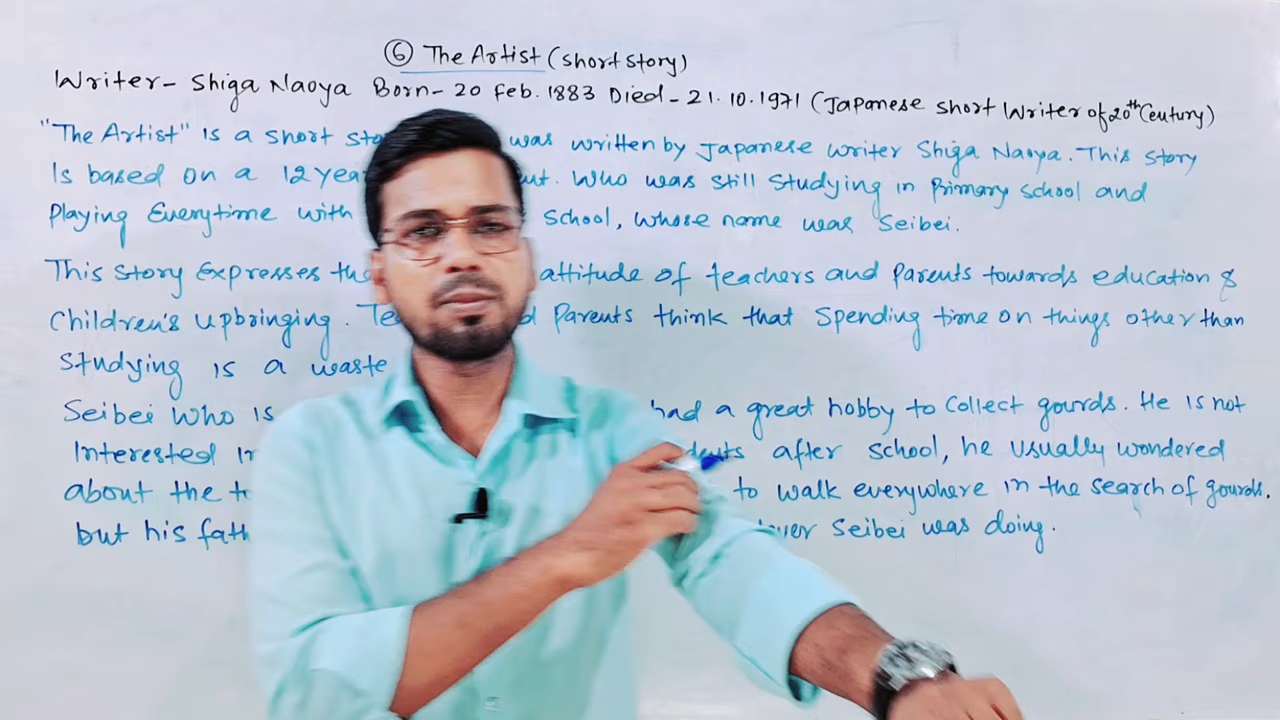 ⑥ The Artist (short story)
Writer- Shiga Naoya Born- 20 Feb. 1883 Died - 21.10.1971 (Japanese short Writer of 20th Century)
"The Artist" is a short sto was written by Japanese writer Shiga Naoya. This story
Is based on a 12 year ut. Who was still studying in Primary school and
Playing Everytime with school, whose name was Seibei.
This story Expresses the attitude of teachers and parents towards education &
Children's upbringing. Te d Parents think that spending time on things other than
studying is a waste
Seibei who is had a great hobby to collect gourds. He is not
Interested in dents after school, he usually wondered
about the to to walk everywhere in the search of gourds.
but his fath ver Seibei was doing.